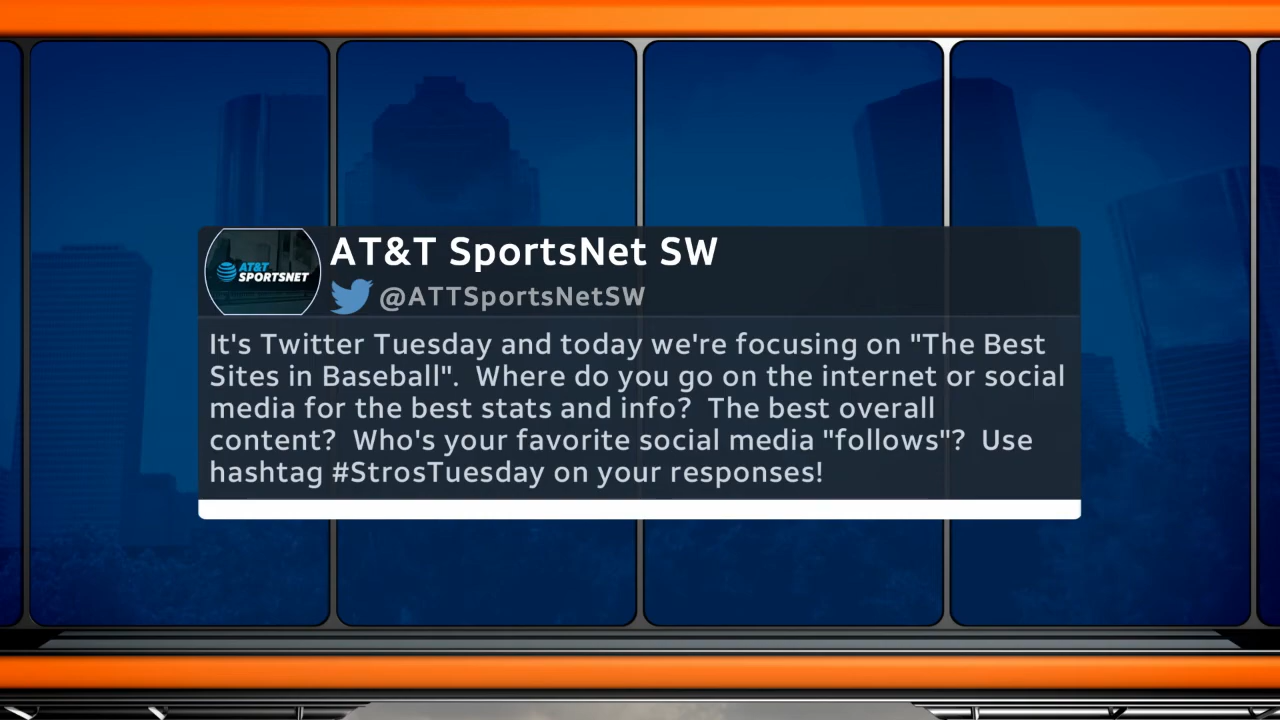 AT&T SportsNet SW
AT&T
SPORTSNET
@ATTSportsNetSW
It's Twitter Tuesday and today we're focusing on "The Best
Sites in Baseball".  Where do you go on the internet or social
media for the best stats and info?  The best overall
content?  Who's your favorite social media "follows"?  Use
hashtag #StrosTuesday on your responses!